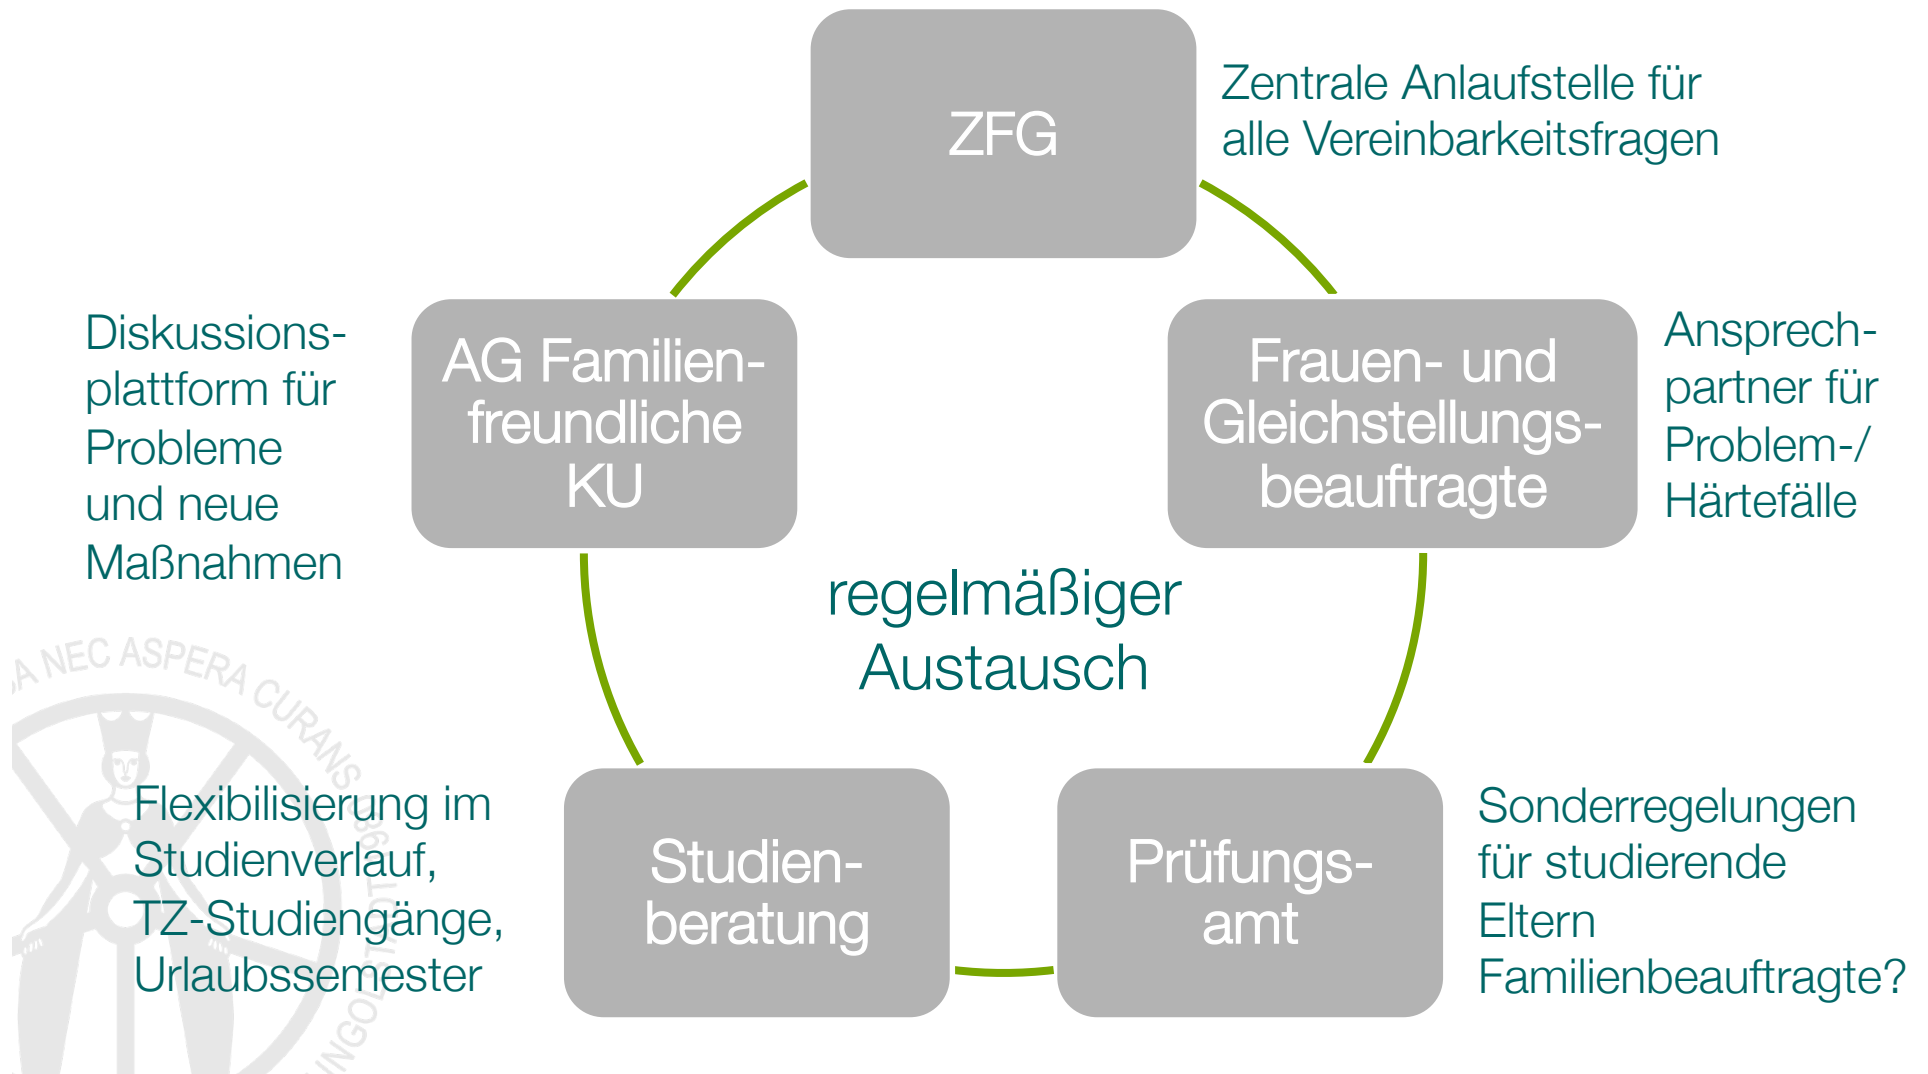 ZFG
Zentrale Anlaufstelle für
alle Vereinbarkeitsfragen
Diskussions-
plattform für
Probleme
und neue
Maßnahmen
AG Familien-
freundliche
KU
Frauen- und
Gleichstellungs-
beauftragte
Ansprech-
partner für
Problem-/
Härtefälle
regelmäßiger
Austausch
NEC ASPERA CURANS
Flexibilisierung im
Studienverlauf,
TZ-Studiengänge,
Urlaubssemester
Studien-
beratung
Prüfungs-
amt
Sonderregelungen
für studierende
Eltern
Familienbeauftragte?